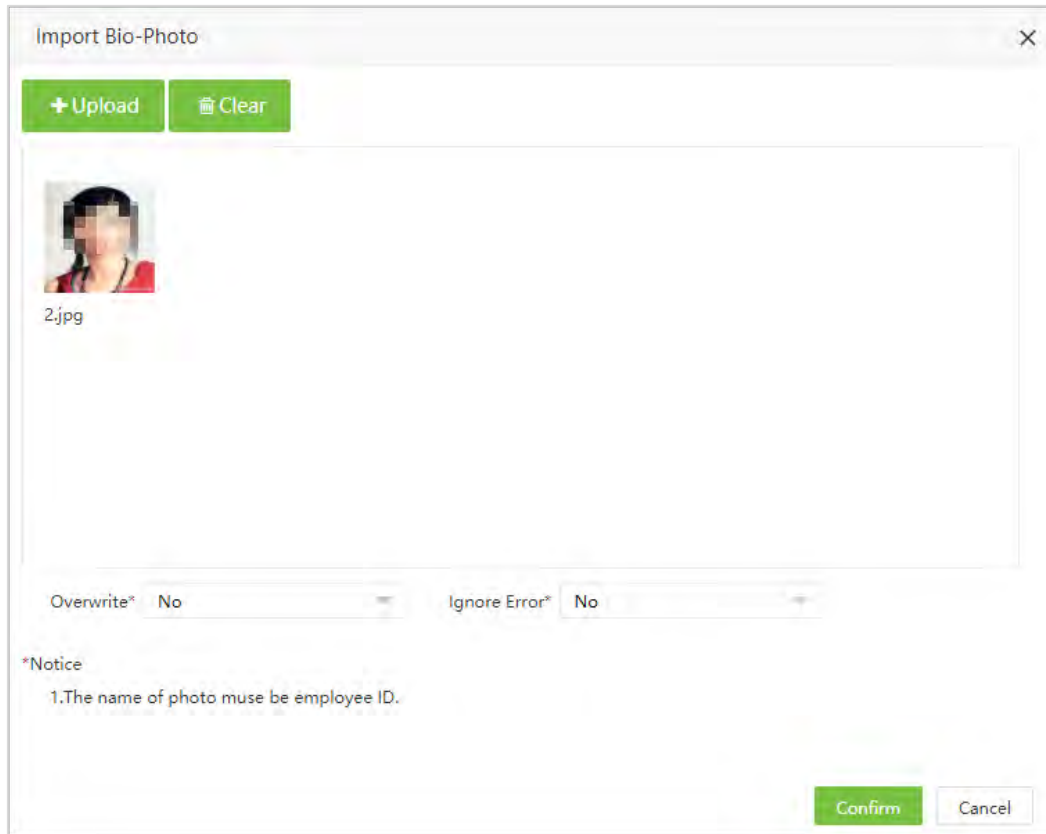 Import Bio-Photo
Upload Clear
2.jpg
Overwrite* No Ignore Error* No
*Notice
1.The name of photo muse be employee ID.
Confirm Cancel